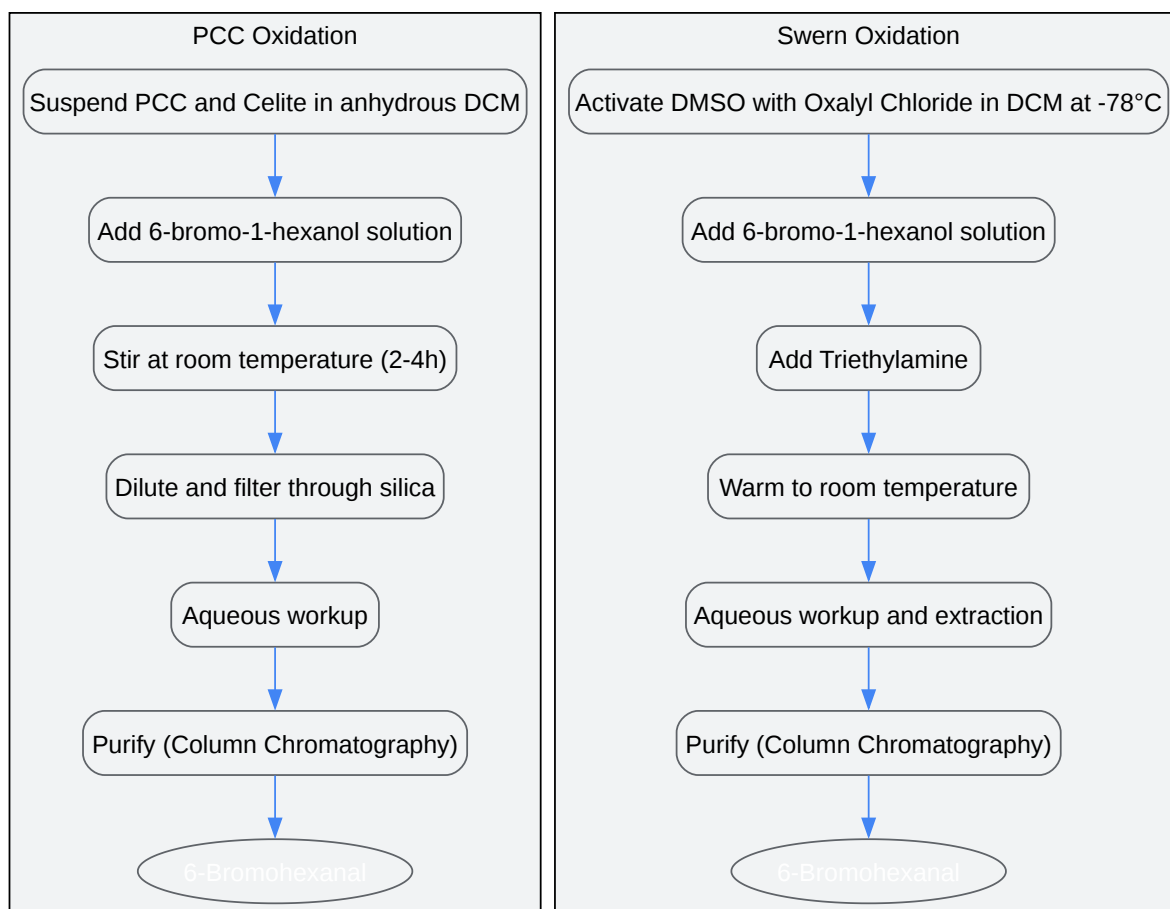 PCC Oxidation
Suspend PCC and Celite in anhydrous DCM
Add 6-bromo-1-hexanol solution
Stir at room temperature (2-4h)
Dilute and filter through silica
Aqueous workup
Purify (Column Chromatography)
6-Bromohexanal
Swern Oxidation
Activate DMSO with Oxalyl Chloride in DCM at -78°C
Add 6-bromo-1-hexanol solution
Add Triethylamine
Warm to room temperature
Aqueous workup and extraction
Purify (Column Chromatography)
6-Bromohexanal